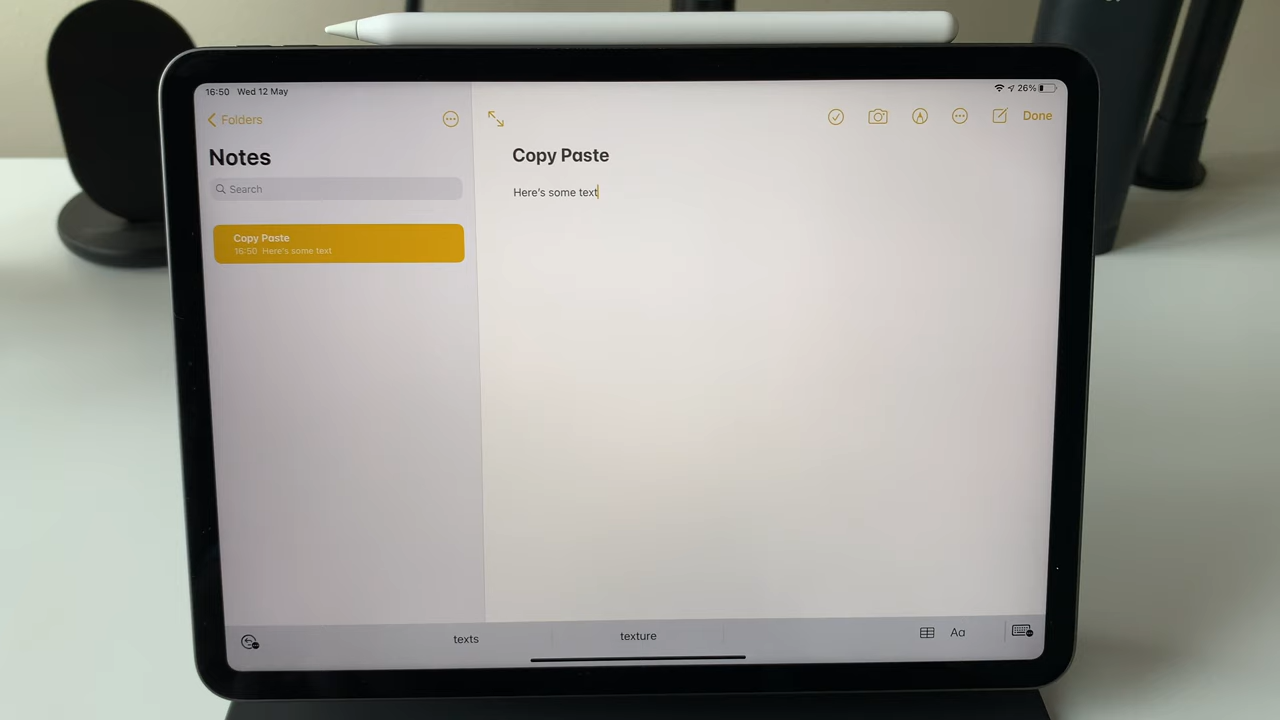 16:50 Wed 12 May
26%
Folders
Notes
Search
Copy Paste
16:50 Here's some text
Done
Copy Paste
Here's some text
texts
texture
Aa